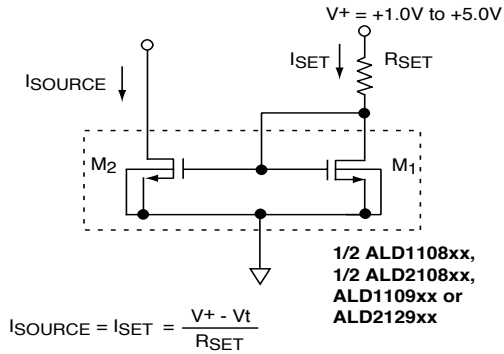 V+ = +1.0V to +5.0V
ISET
RSET
ISOURCE
M2
M1
1/2 ALD1108xx,
1/2 ALD2108xx,
ALD1109xx or
ALD2129xx
ISOURCE = ISET = V+ - Vt
RSET